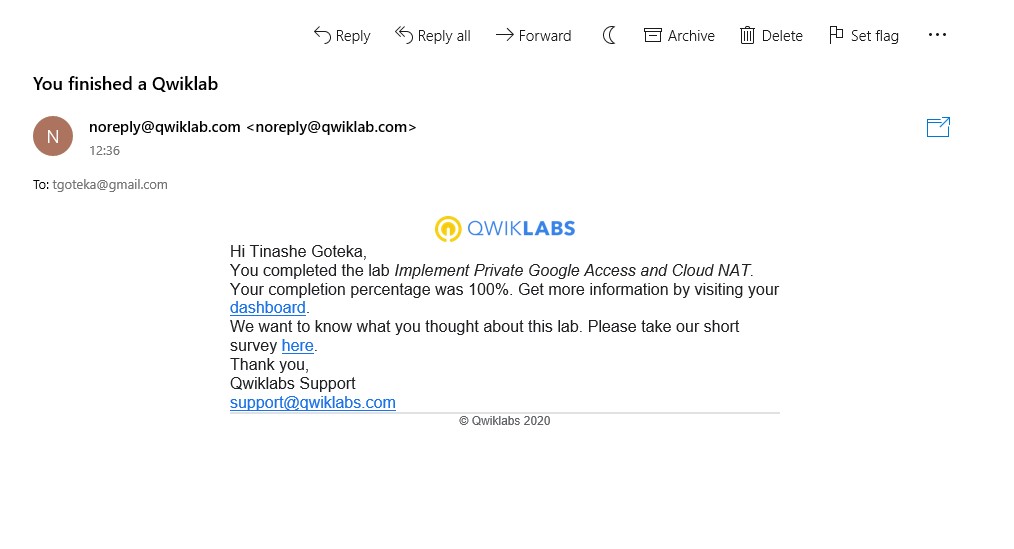 Reply Reply all Forward Archive Delete Set flag
You finished a Qwiklab
N
noreply@qwiklab.com <noreply@qwiklab.com>
12:36
To: tgoteka@gmail.com
QWIKLABS
Hi Tinashe Goteka,
You completed the lab Implement Private Google Access and Cloud NAT.
Your completion percentage was 100%. Get more information by visiting your
dashboard.
We want to know what you thought about this lab. Please take our short
survey here.
Thank you,
Qwiklabs Support
support@qwiklabs.com
© Qwiklabs 2020